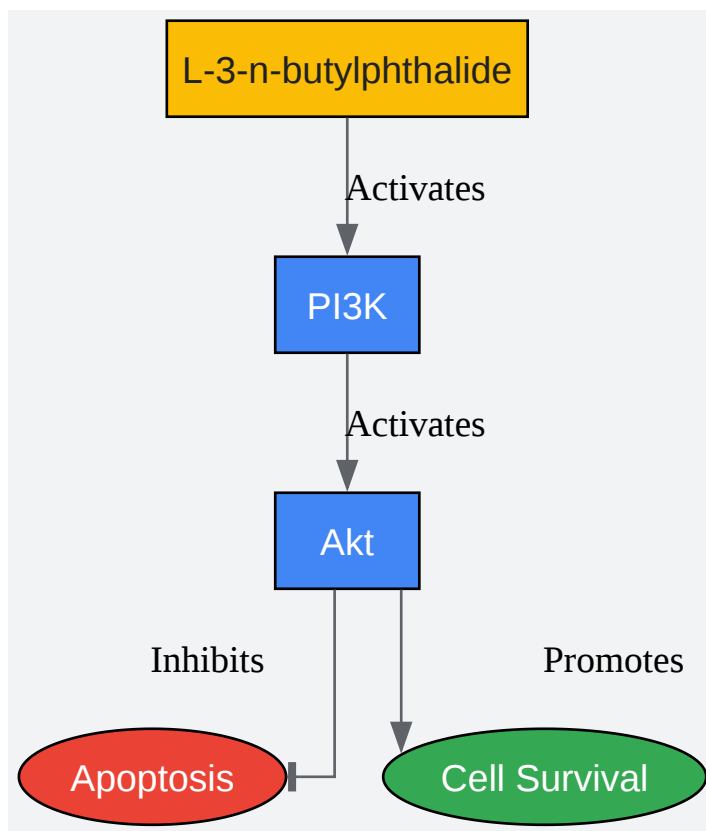 L-3-n-butylphthalide
Activates
PI3K
Activates
Akt
Inhibits
Promotes
Apoptosis
Cell Survival